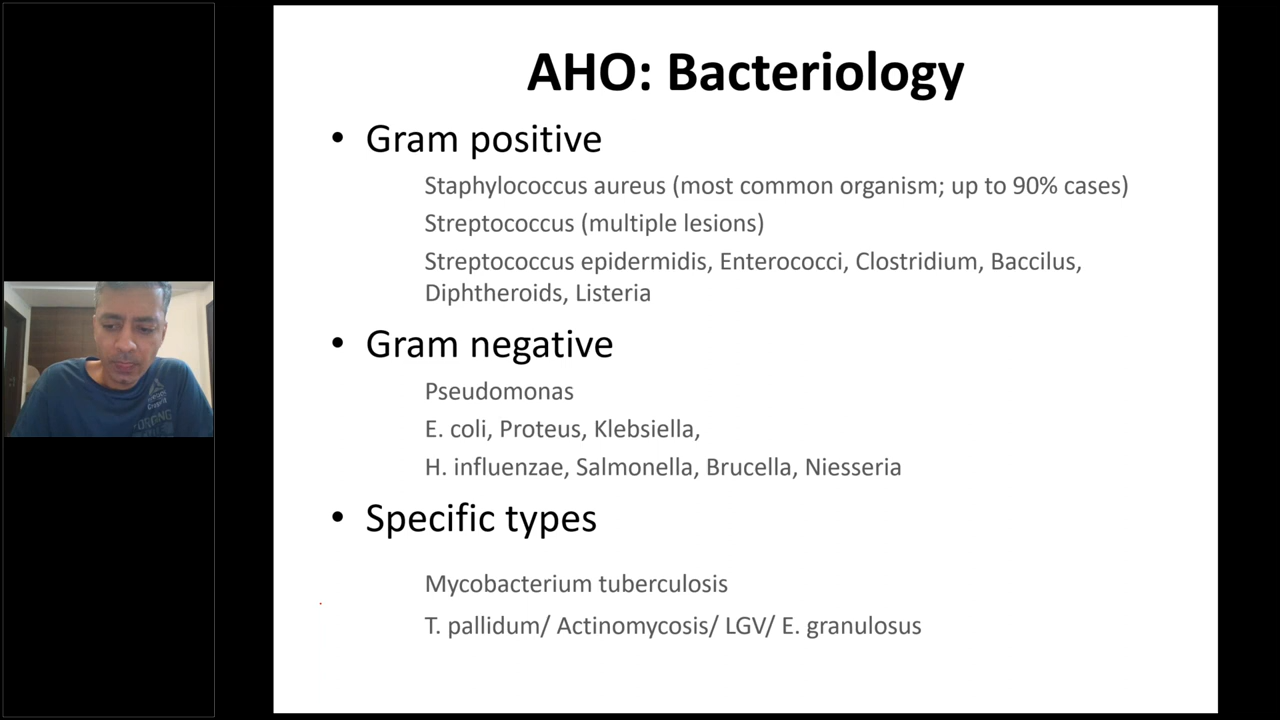 AHO: Bacteriology
• Gram positive
Staphylococcus aureus (most common organism; up to 90% cases)
Streptococcus (multiple lesions)
Streptococcus epidermidis, Enterococci, Clostridium, Baccilus,
Diphtheroids, Listeria
• Gram negative
Pseudomonas
E. coli, Proteus, Klebsiella,
H. influenzae, Salmonella, Brucella, Niesseria
• Specific types
Mycobacterium tuberculosis
T. pallidum/ Actinomycosis/ LGV/ E. granulosus